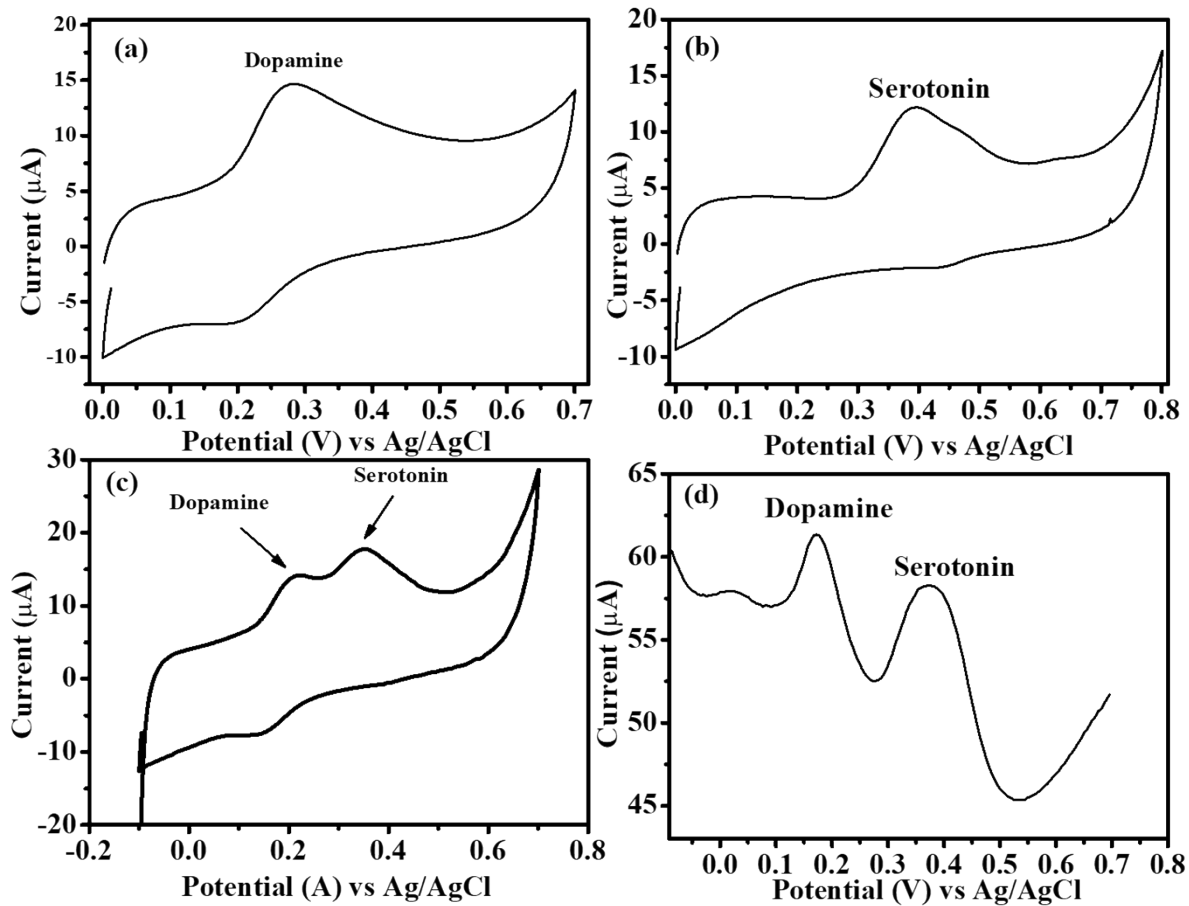 (a)
Dopamine
20
15
10
5
0
-5
-10
Current (μA)
0.0 0.1 0.2 0.3 0.4 0.5 0.6 0.7
Potential (V) vs Ag/AgCl
(b)
Serotonin
20
15
10
5
0
-5
-10
Current (μA)
0.0 0.1 0.2 0.3 0.4 0.5 0.6 0.7 0.8
Potential (V) vs Ag/AgCl
(c)
Dopamine
Serotonin
30
20
10
0
-10
-20
Current (μA)
-0.2 0.0 0.2 0.4 0.6 0.8
Potential (A) vs Ag/AgCl
(d)
Dopamine
Serotonin
65
60
55
50
45
Current (μA)
0.0 0.1 0.2 0.3 0.4 0.5 0.6 0.7 0.8
Potential (V) vs Ag/AgCl